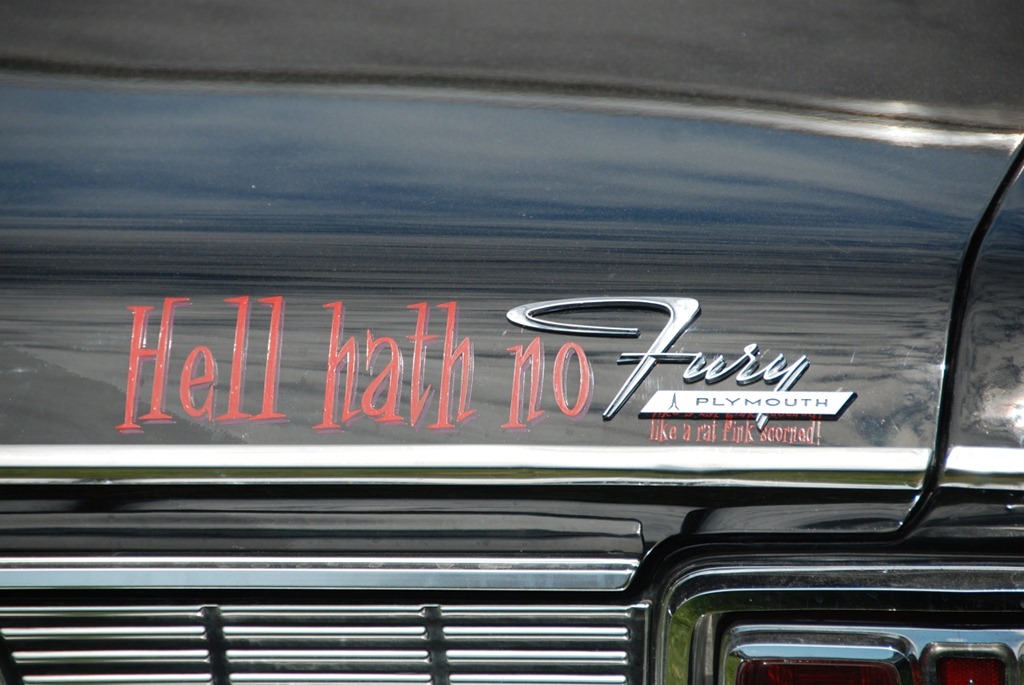 Hell hath no Fury
PLYMOUTH
like a rat Fink scorned!